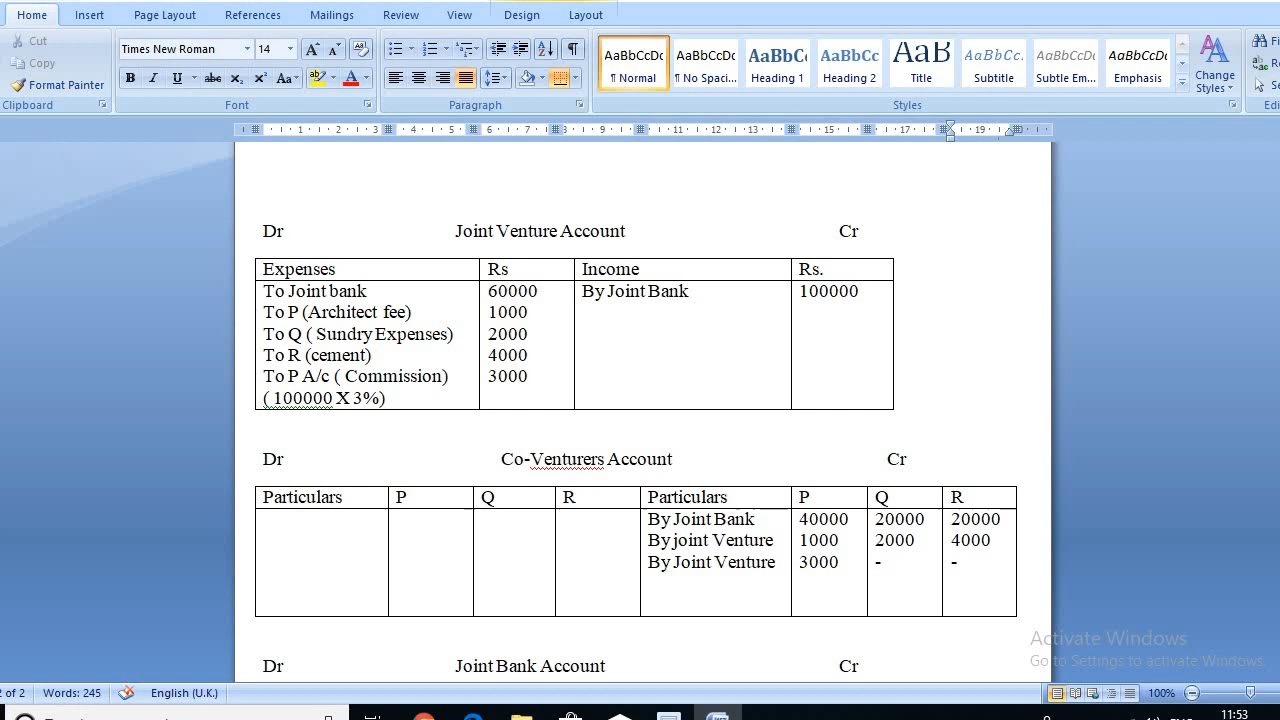 Home Insert Page Layout References Mailings Review View Design Layout
Cut
Copy
Format Painter
Times New Roman 14
Clipboard Font Paragraph Styles
AaBbCcDc AaBbCcDc AaBbC AaBbCc AaB AaBbCc. AaBbCcDc AaBbCcDc
¶ Normal ¶ No Spaci... Heading 1 Heading 2 Title Subtitle Subtle Em... Emphasis
Change
Styles
Dr Joint Venture Account Cr
Expenses Rs Income Rs.
To Joint bank 60000 By Joint Bank 100000
To P (Architect fee) 1000
To Q ( Sundry Expenses) 2000
To R (cement) 4000
To P A/c ( Commission) 3000
( 100000 X 3%)
Dr Co-Venturers Account Cr
Particulars P Q R Particulars P Q R
By Joint Bank 40000 20000 20000
By joint Venture 1000 2000 4000
By Joint Venture 3000 - -
Activate Windows
Go to Settings to activate Windows.
Dr Joint Bank Account Cr
2 of 2 Words: 245 English (U.K.) 100%
11:53